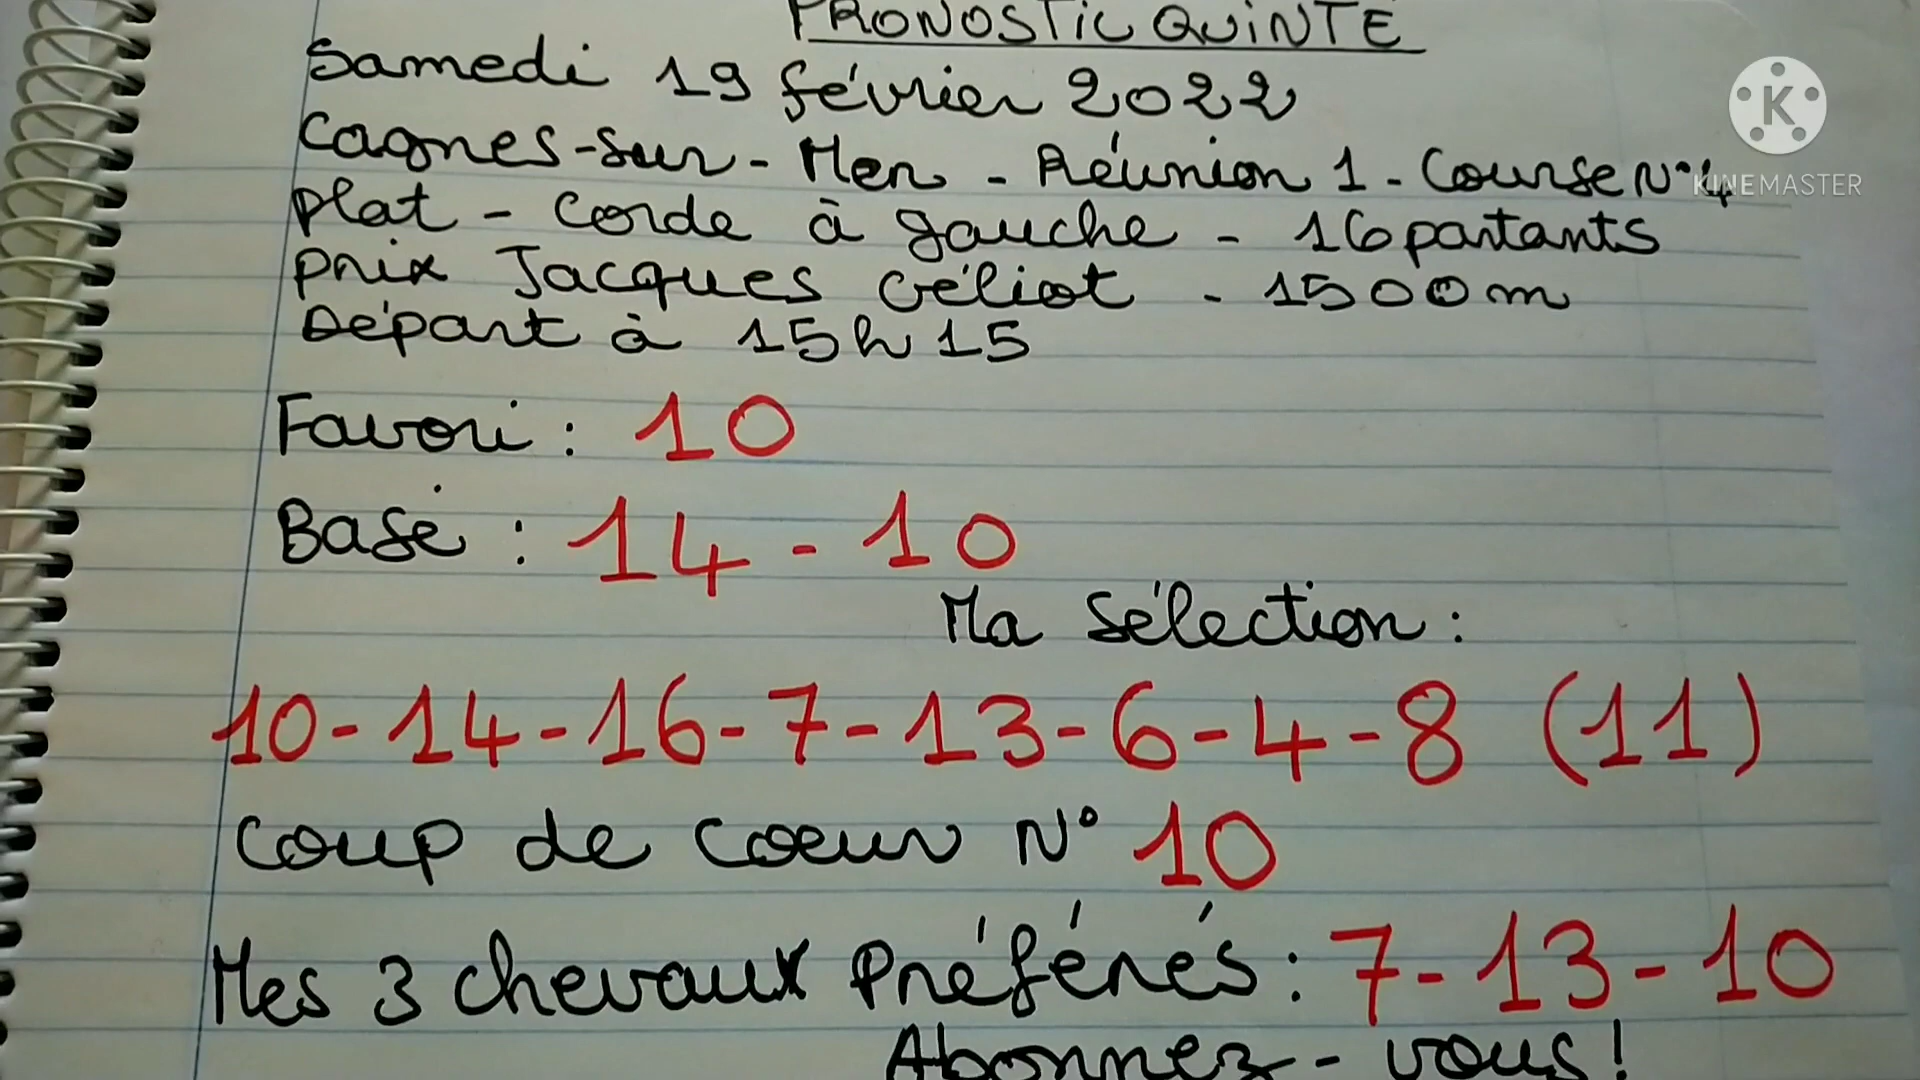 PRONOSTIC QUINTE
Samedi 19 février 2022
Cagnes-sur-Mer - Réunion 1 - Course N°4
Plat - Corde à gauche - 16 partants
Prix Jacques Géliot - 1500m
Départ à 15h15
Favori : 10
Base : 14 - 10
Ma Sélection :
10 - 14 - 16 - 7 - 13 - 6 - 4 - 8 (11)
Coup de coeur N° 10
Mes 3 chevaux Préférés : 7 - 13 - 10
Abonnez-vous !
K
KINEMASTER